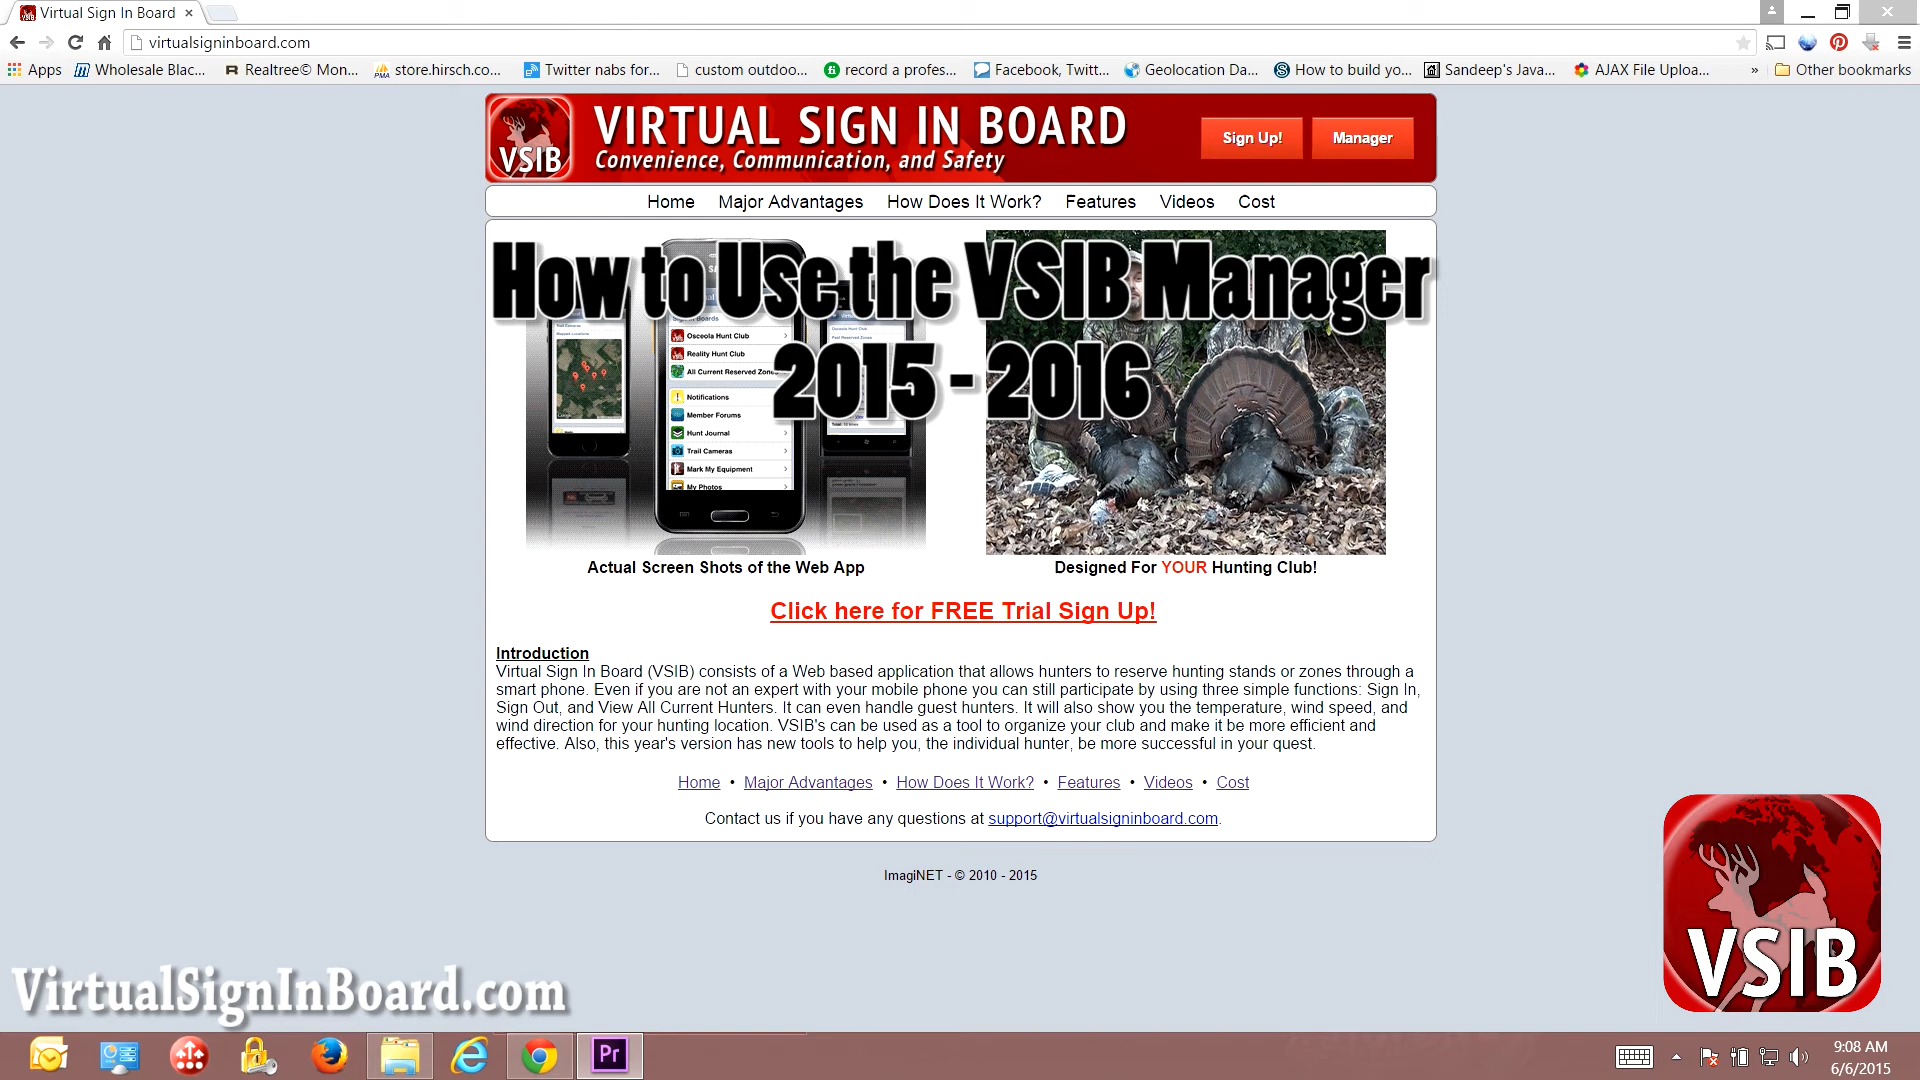 Virtual Sign In Board
virtualsigninboard.com
Apps
Wholesale Blac...
Realtree© Mon...
store.hirsch.co...
Twitter nabs for...
custom outdoo...
record a profes...
Facebook, Twitt...
Geolocation Da...
How to build yo...
Sandeep's Java...
AJAX File Uploa...
» Other bookmarks
VSIB
VIRTUAL SIGN IN BOARD
Convenience, Communication, and Safety
Sign Up!
Manager
Home Major Advantages How Does It Work? Features Videos Cost
How to Use the VSIB Manager
2015 - 2016
Osceola Hunt Club
Reality Hunt Club
All Current Reserved Zones
Notifications
Member Forums
Hunt Journal
Trail Cameras
Mark My Equipment
My Photos
Actual Screen Shots of the Web App
Designed For YOUR Hunting Club!
Click here for FREE Trial Sign Up!
Introduction
Virtual Sign In Board (VSIB) consists of a Web based application that allows hunters to reserve hunting stands or zones through a
smart phone. Even if you are not an expert with your mobile phone you can still participate by using three simple functions: Sign In,
Sign Out, and View All Current Hunters. It can even handle guest hunters. It will also show you the temperature, wind speed, and
wind direction for your hunting location. VSIB's can be used as a tool to organize your club and make it be more efficient and
effective. Also, this year's version has new tools to help you, the individual hunter, be more successful in your quest.
Home • Major Advantages • How Does It Work? • Features • Videos • Cost
Contact us if you have any questions at support@virtualsigninboard.com.
ImagiNET - © 2010 - 2015
VSIB
VirtualSignInBoard.com
Pr
9:08 AM
6/6/2015